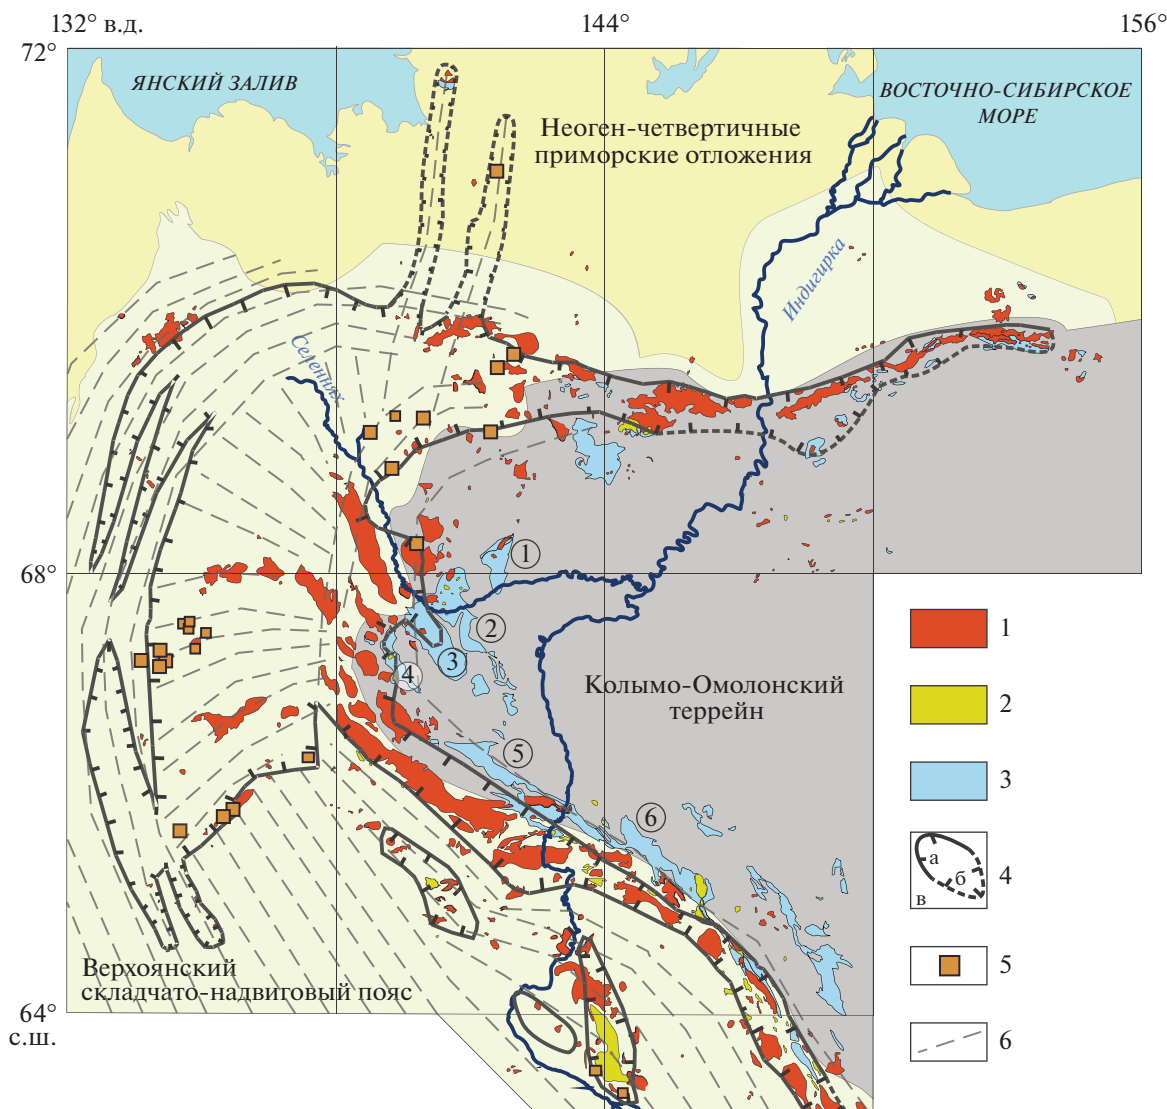 132° в.д.
144°
156°
72°
ЯНСКИЙ ЗАЛИВ
ВОСТОЧНО-СИБИРСКОЕ
МОРЕ
Неоген-четвертичные
приморские отложения
Индигирка
Селеннях
68°
1
2
3
4
5
6
Колымо-Омолонский
террейн
Верхоянский
складчато-надвиговый пояс
64°
с.ш.
1
2
3
а
б
в
4
5
6